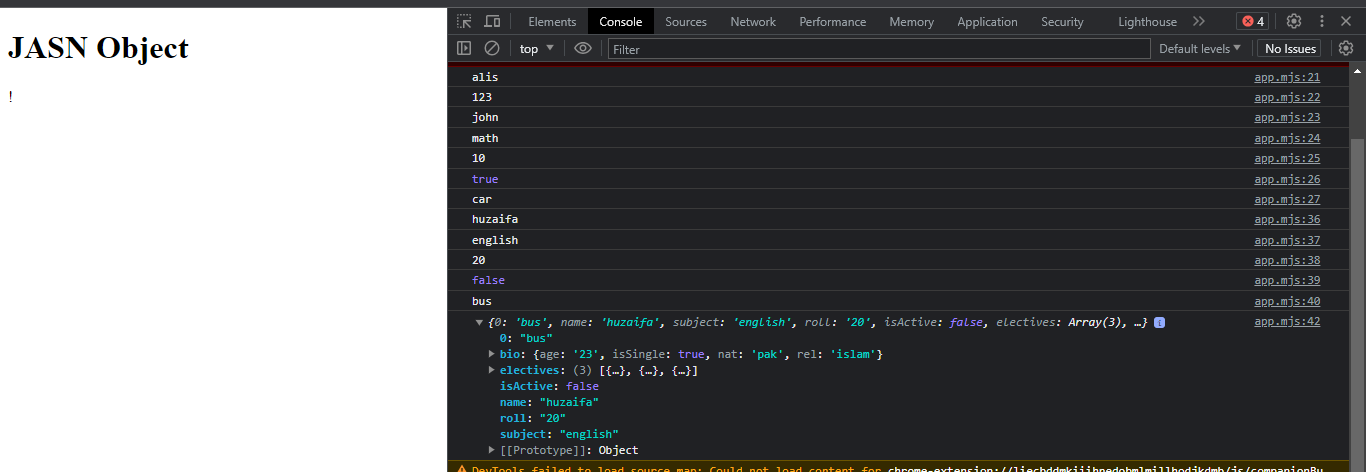 JASN Object
!
Elements Console Sources Network Performance Memory Application Security Lighthouse 4
top Filter Default levels No Issues
alis app.mjs:21
123 app.mjs:22
john app.mjs:23
math app.mjs:24
10 app.mjs:25
true app.mjs:26
car app.mjs:27
huzaifa app.mjs:36
english app.mjs:37
20 app.mjs:38
false app.mjs:39
bus app.mjs:40
{0: 'bus', name: 'huzaifa', subject: 'english', roll: '20', isActive: false, electives: Array(3), …} i app.mjs:42
0: "bus"
bio: {age: '23', isSingle: true, nat: 'pak', rel: 'islam'}
electives: (3) [{…}, {…}, {…}]
isActive: false
name: "huzaifa"
roll: "20"
subject: "english"
[[Prototype]]: Object
DevTools failed to load source map: Could not load content for chrome-extension://